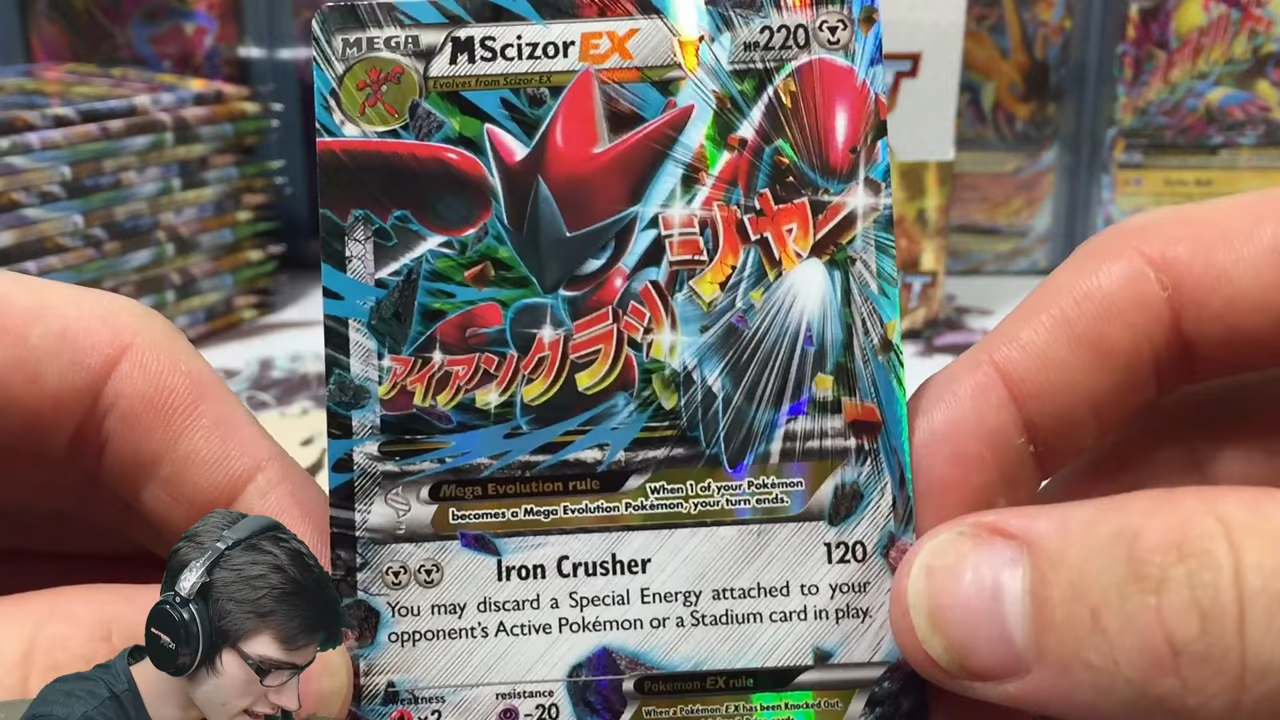 MEGA
MScizorEX
HP220
Evolves from Scizor-EX
アイアンクラッシャー
Mega Evolution rule
When 1 of your Pokémon
becomes a Mega Evolution Pokémon, your turn ends.
Iron Crusher 120
You may discard a Special Energy attached to your
opponent's Active Pokémon or a Stadium card in play.
weakness
×2
resistance
-20
Pokémon-EX rule
When a Pokémon-EX has been Knocked Out,